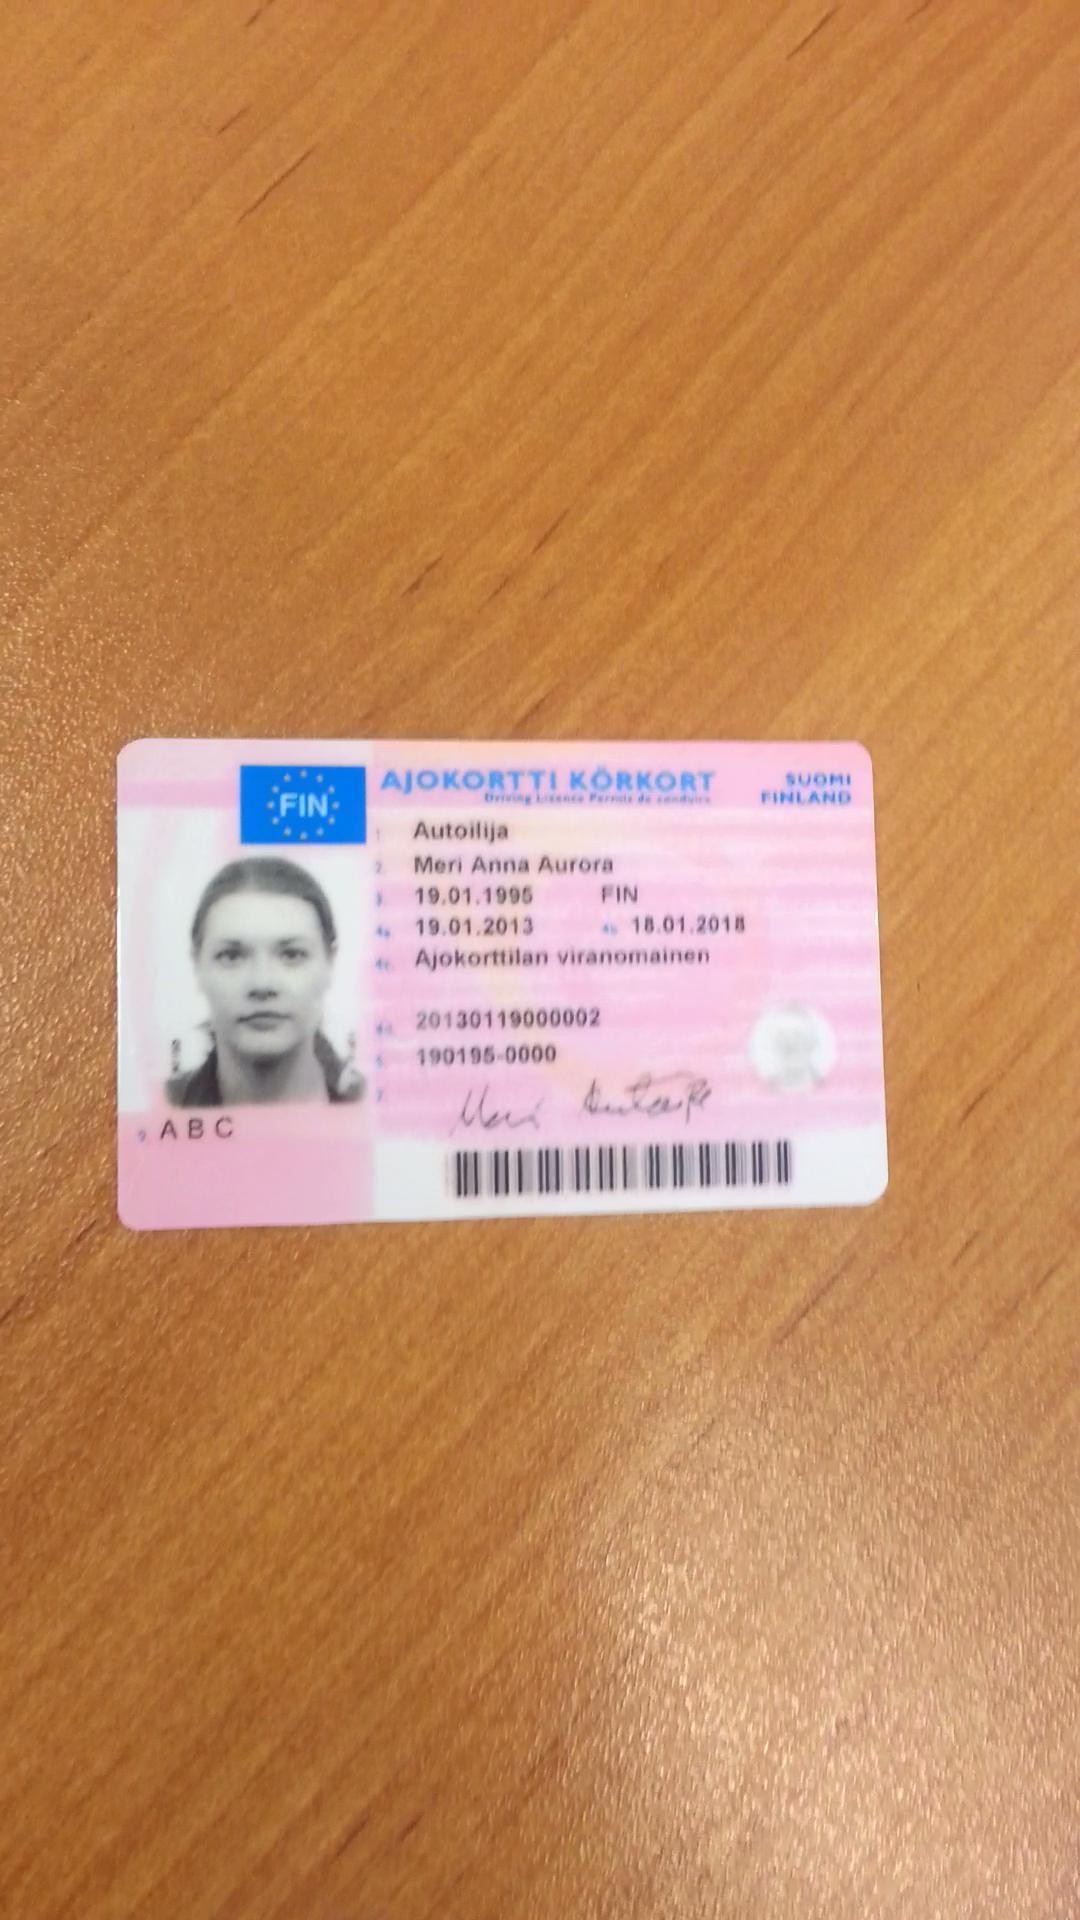 FIN
AJOKORTTI KÖRKORT
Driving Licence Permis de conduire
SUOMI
FINLAND
1. Autoilija
2. Meri Anna Aurora
3. 19.01.1995 FIN
4a. 19.01.2013 4b. 18.01.2018
4c. Ajokorttilan viranomainen
4d. 20130119000002
5. 190195-0000
7. Meri Autoilija
9. A B C